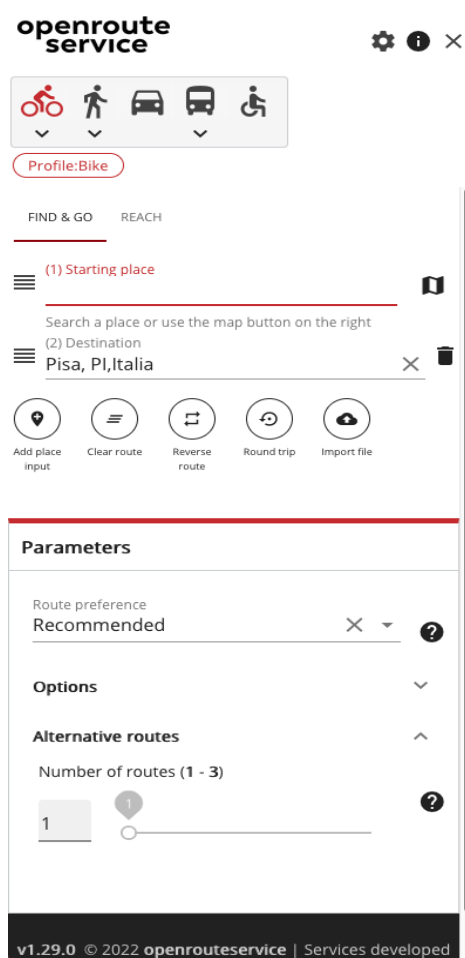 openroute
service
Profile:Bike
FIND & GO REACH
(1) Starting place
Search a place or use the map button on the right
(2) Destination
Pisa, PI,Italia
Add place input
Clear route
Reverse route
Round trip
Import file
Parameters
Route preference
Recommended
Options
Alternative routes
Number of routes (1 - 3)
1
1
v1.29.0 © 2022 openrouteservice | Services developed